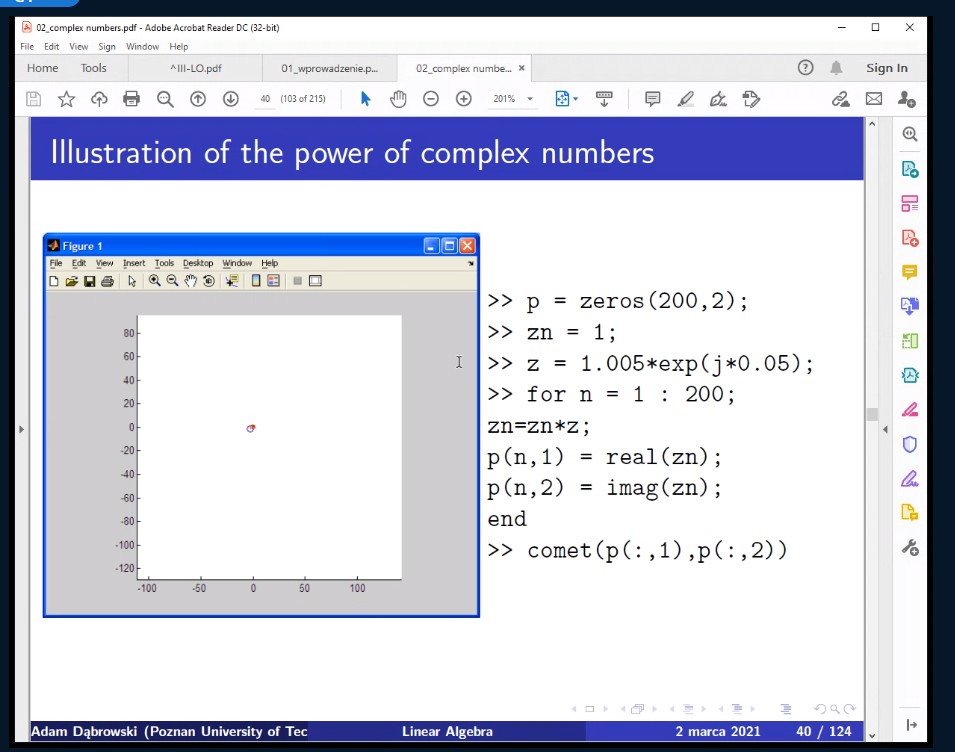 02_complex numbers.pdf - Adobe Acrobat Reader DC (32-bit)
File Edit View Sign Window Help
Home Tools ^III-LO.pdf 01_wprowadzenie.p... 02_complex numbe... × Sign In
40 (103 of 215) 201%
Illustration of the power of complex numbers
Figure 1
File Edit View Insert Tools Desktop Window Help
80
60
40
20
0
-20
-40
-60
-80
-100
-120
-100 -50 0 50 100
>> p = zeros(200,2);
>> zn = 1;
>> z = 1.005*exp(j*0.05);
>> for n = 1 : 200;
zn=zn*z;
p(n,1) = real(zn);
p(n,2) = imag(zn);
end
>> comet(p(:,1),p(:,2))
Adam Dąbrowski (Poznan University of Tec Linear Algebra 2 marca 2021 40 / 124